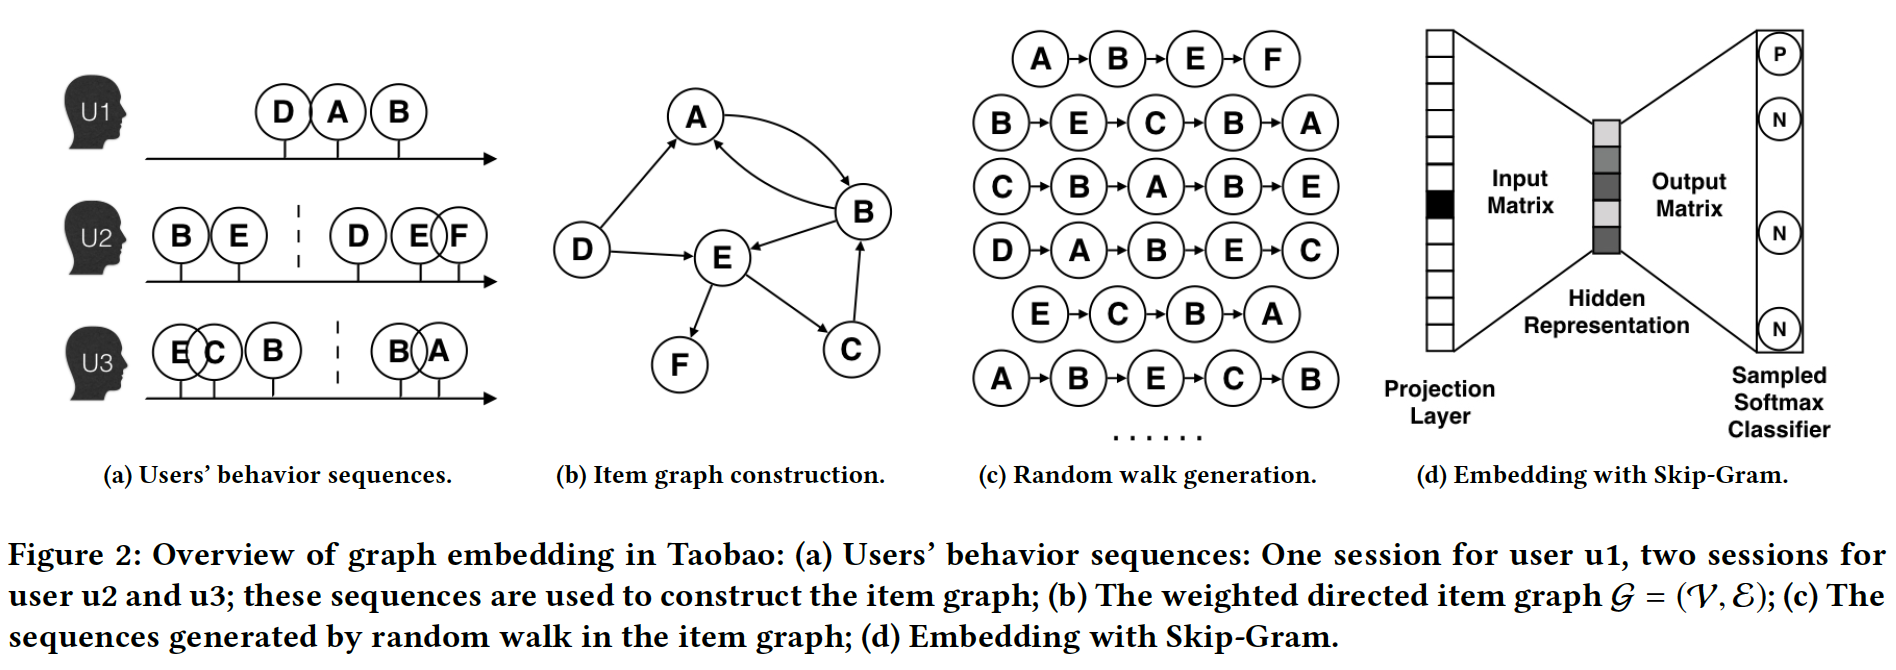 U1
D A B
U2
B E D E F
U3
E C B B A
(a) Users’ behavior sequences.
A
B
D
E
F
C
(b) Item graph construction.
A B E F
B E C B A
C B A B E
D A B E C
E C B A
A B E C B
......
(c) Random walk generation.
Input
Matrix
Output
Matrix
Hidden
Representation
Projection
Layer
P
N
N
N
Sampled
Softmax
Classifier
(d) Embedding with Skip-Gram.
Figure 2: Overview of graph embedding in Taobao: (a) Users’ behavior sequences: One session for user u1, two sessions for
user u2 and u3; these sequences are used to construct the item graph; (b) The weighted directed item graph 𝒢 = (𝒱, ℰ); (c) The
sequences generated by random walk in the item graph; (d) Embedding with Skip-Gram.